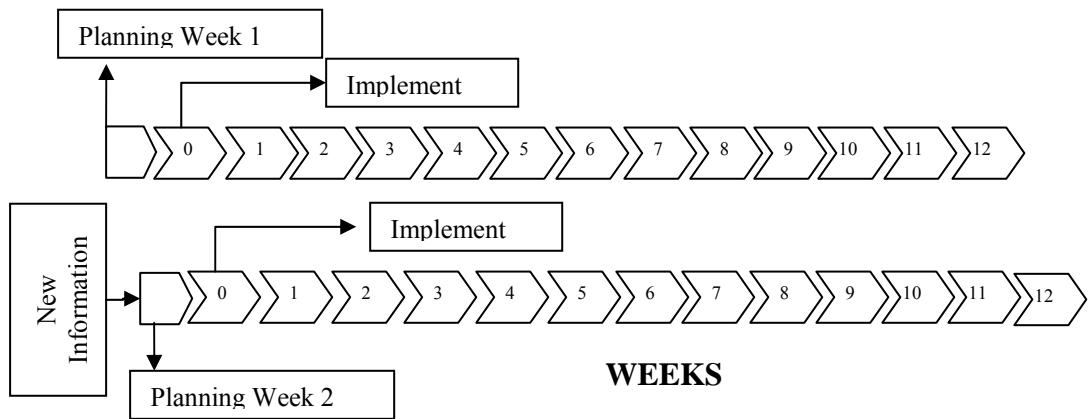 Planning Week 1
Implement
0 1 2 3 4 5 6 7 8 9 10 11 12
New
Information
Implement
0 1 2 3 4 5 6 7 8 9 10 11 12
Planning Week 2
WEEKS